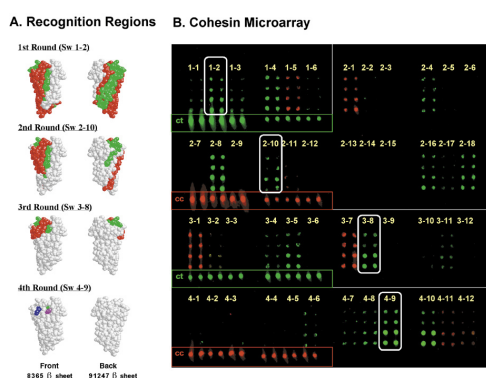 A. Recognition Regions
B. Cohesin Microarray
1st Round (Sw 1-2)
2nd Round (Sw 2-10)
3rd Round (Sw 3-8)
4th Round (Sw 4-9)
Front
Back
8365 β sheet
91247 β sheet
1-1 1-2 1-3 1-4 1-5 1-6 2-1 2-2 2-3 2-4 2-5 2-6
ct
2-7 2-8 2-9 2-10 2-11 2-12 2-13 2-14 2-15 2-16 2-17 2-18
cc
3-1 3-2 3-3 3-4 3-5 3-6 3-7 3-8 3-9 3-10 3-11 3-12
ct
4-1 4-2 4-3 4-4 4-5 4-6 4-7 4-8 4-9 4-10 4-11 4-12
cc